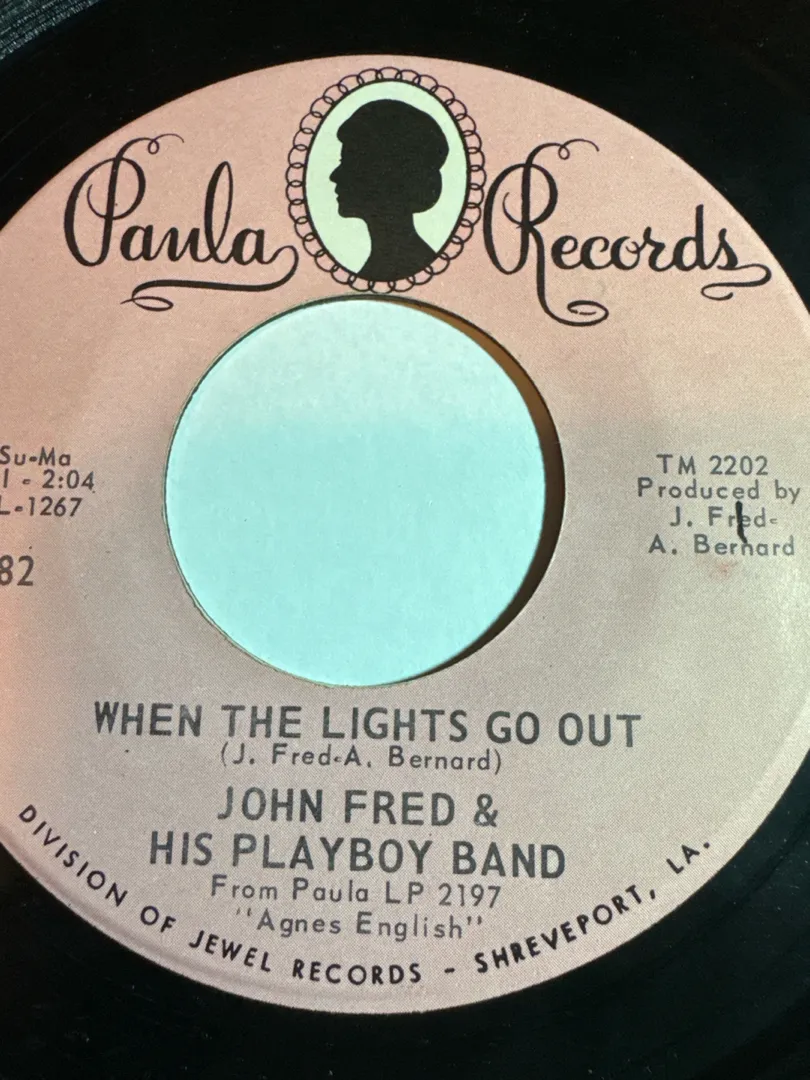 Paula Records
Su-Ma
1 - 2:04
L-1267
82
TM 2202
Produced by
J. Fred-
A. Bernard
WHEN THE LIGHTS GO OUT
(J. Fred-A. Bernard)
JOHN FRED &
HIS PLAYBOY BAND
From Paula LP 2197
"Agnes English"
DIVISION OF JEWEL RECORDS - SHREVEPORT, LA.